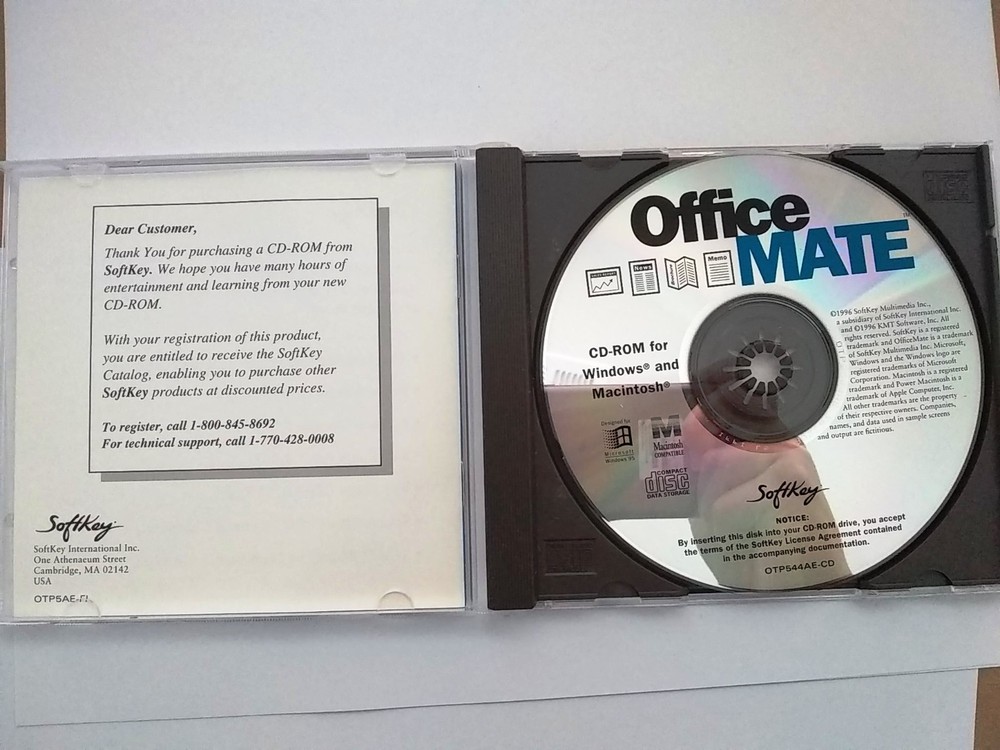 Dear Customer,
Thank You for purchasing a CD-ROM from
SoftKey. We hope you have many hours of
entertainment and learning from your new
CD-ROM.
With your registration of this product,
you are entitled to receive the SoftKey
Catalog, enabling you to purchase other
SoftKey products at discounted prices.
To register, call 1-800-845-8692
For technical support, call 1-770-428-0008
SoftKey
SoftKey International Inc.
One Athenaeum Street
Cambridge, MA 02142
USA
Office
MATE™
News
Memo
©1996 SoftKey Multimedia Inc.,
a subsidiary of SoftKey International Inc.
and ©1996 KMT Software, Inc. All
rights reserved. SoftKey is a registered
trademark and OfficeMate is a trademark
of SoftKey Multimedia Inc. Microsoft,
Windows and the Windows logo are
registered trademarks of Microsoft
Corporation. Macintosh is a registered
trademark and Power Macintosh is a
trademark of Apple Computer, Inc.
All other trademarks are the property
of their respective owners. Companies,
names, and data used in sample screens
and output are fictitious.
CD-ROM for
Windows® and
Macintosh®
Designed for
Microsoft
Windows 95
M
Macintosh
COMPATIBLE
COMPACT
disc
DATA STORAGE
SoftKey
NOTICE:
By inserting this disk into your CD-ROM drive, you accept
the terms of the SoftKey License Agreement contained
in the accompanying documentation.
OTP544AE-CD